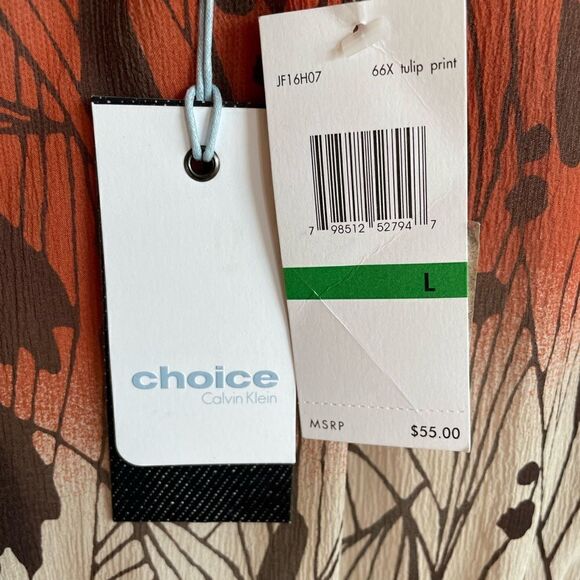 JF16H07 66X tulip print
7 98512 52794 7
L
choice
Calvin Klein
MSRP $55.00